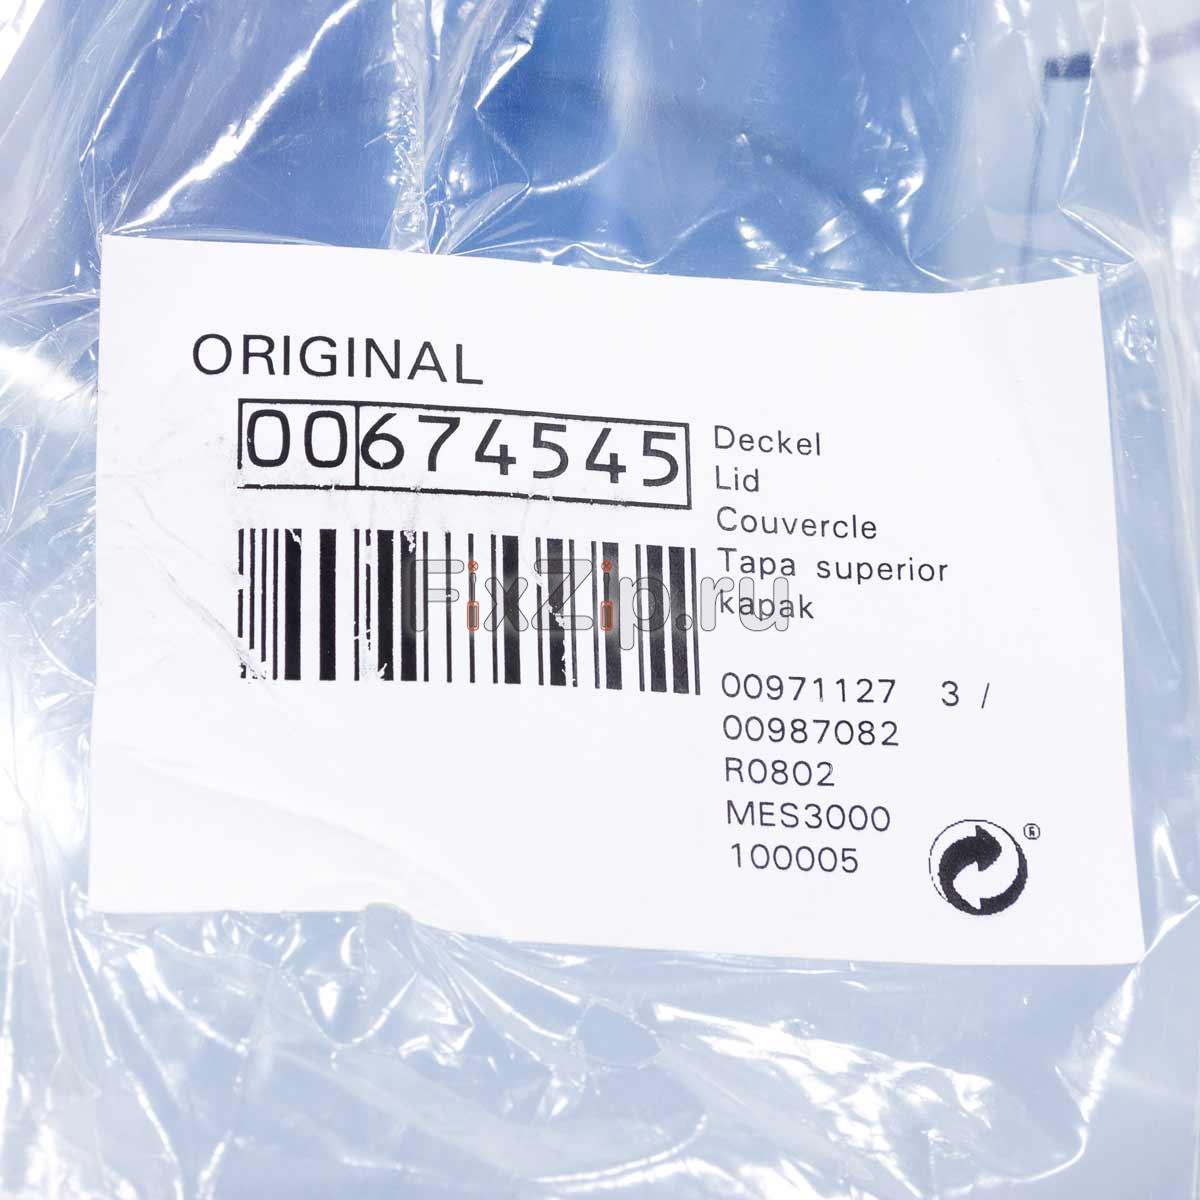 ORIGINAL
00674545
Deckel
Lid
Couvercle
Tapa superior
kapak
00971127 3 /
00987082
R0802
MES3000
100005
®
FixZip.ru